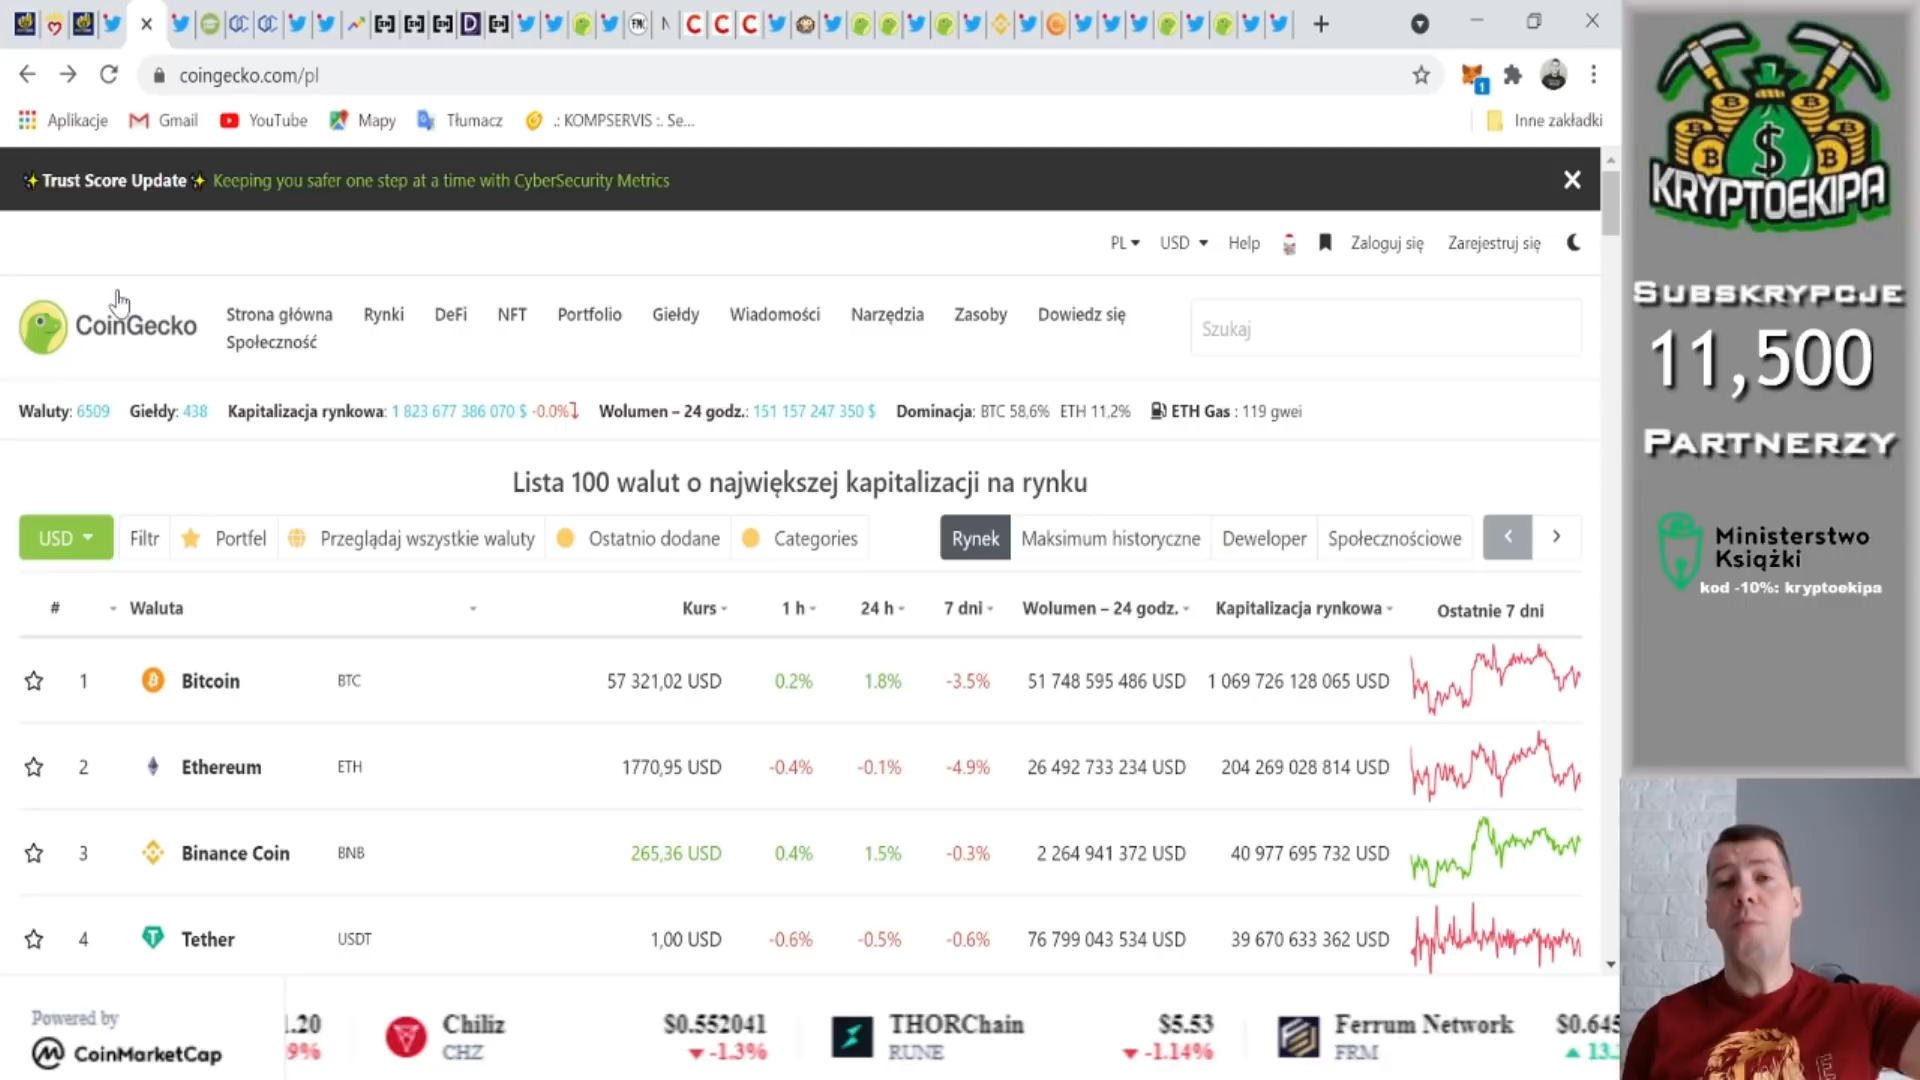 coingecko.com/pl
1
Aplikacje Gmail YouTube Mapy Tłumacz .: KOMPSERVIS :. Se... Inne zakładki
Trust Score Update Keeping you safer one step at a time with CyberSecurity Metrics
PL USD Help Zaloguj się Zarejestruj się
CoinGecko Strona główna Rynki DeFi NFT Portfolio Giełdy Wiadomości Narzędzia Zasoby Dowiedz się
Społeczność
Szukaj
Waluty: 6509 Giełdy: 438 Kapitalizacja rynkowa: 1 823 677 386 070 $ -0.0% Wolumen – 24 godz.: 151 157 247 350 $ Dominacja: BTC 58,6% ETH 11,2% ETH Gas : 119 gwei
Lista 100 walut o największej kapitalizacji na rynku
USD Filtr Portfel Przeglądaj wszystkie waluty Ostatnio dodane Categories Rynek Maksimum historyczne Deweloper Społecznościowe
# Waluta Kurs 1 h 24 h 7 dni Wolumen – 24 godz. Kapitalizacja rynkowa Ostatnie 7 dni
1 Bitcoin BTC 57 321,02 USD 0.2% 1.8% -3.5% 51 748 595 486 USD 1 069 726 128 065 USD
2 Ethereum ETH 1770,95 USD -0.4% -0.1% -4.9% 26 492 733 234 USD 204 269 028 814 USD
3 Binance Coin BNB 265,36 USD 0.4% 1.5% -0.3% 2 264 941 372 USD 40 977 695 732 USD
4 Tether USDT 1,00 USD -0.6% -0.5% -0.6% 76 799 043 534 USD 39 670 633 362 USD
Powered by
CoinMarketCap
Chiliz $0.552041
CHZ -1.3%
THORChain $5.53
RUNE -1.14%
Ferrum Network
FRM
KRYPTOEKIPA
SUBSKRYPCJE
11,500
PARTNERZY
Ministerstwo
Książki
kod -10%: kryptoekipa